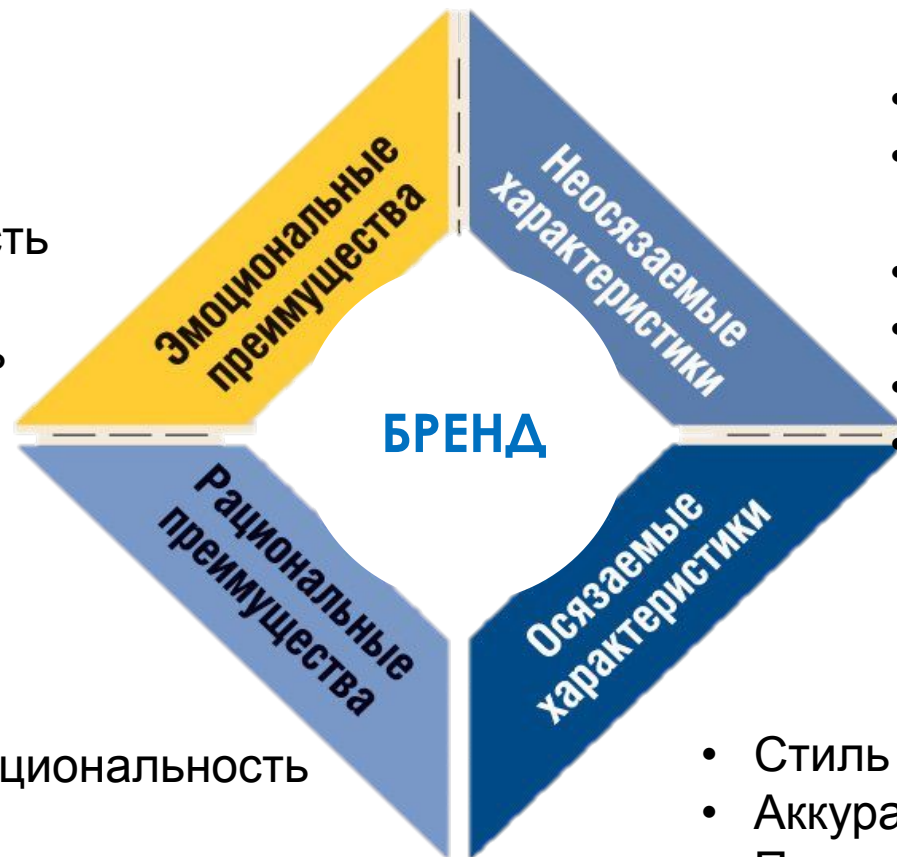 Эмоциональные
преимущества
Неосязаемые
характеристики
сть
ь
БРЕНД
Рациональные
преимущества
Осязаемые
характеристики
циональность
• Стиль
• Аккура